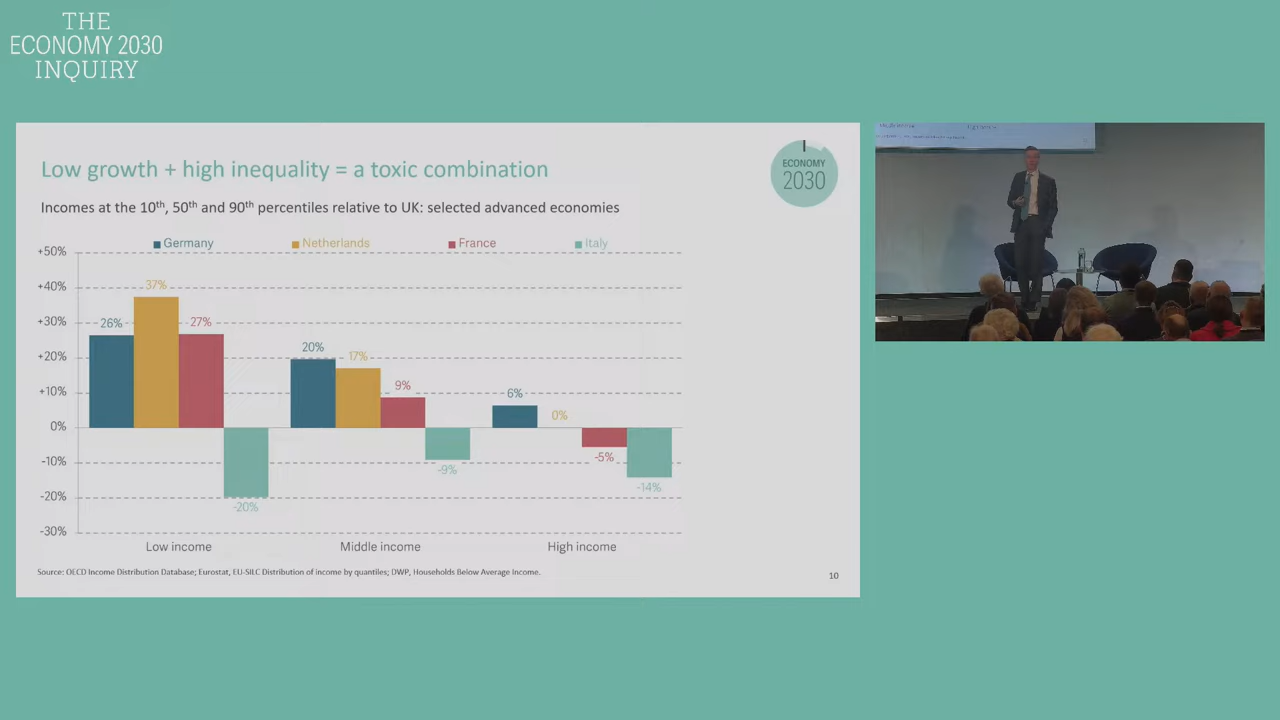 THE
ECONOMY 2030
INQUIRY
Low growth + high inequality = a toxic combination
ECONOMY
2030
Incomes at the 10th, 50th and 90th percentiles relative to UK: selected advanced economies
Germany Netherlands France Italy
+50%
+40%
+30%
+20%
+10%
0%
-10%
-20%
-30%
26% 37% 27% -20%
20% 17% 9% -9%
6% 0% -5% -14%
Low income Middle income High income
Source: OECD Income Distribution Database; Eurostat, EU-SILC Distribution of income by quantiles; DWP, Households Below Average Income.
10